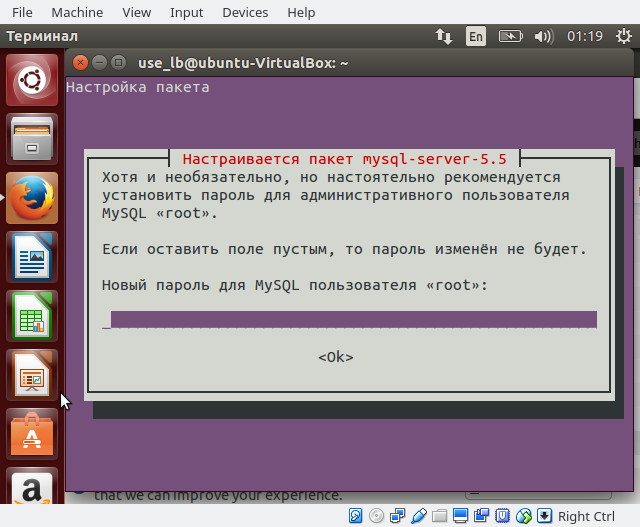 File Machine View Input Devices Help
Терминал En 01:19
use_lb@ubuntu-VirtualBox: ~
Настройка пакета
Настраивается пакет mysql-server-5.5
Хотя и необязательно, но настоятельно рекомендуется
установить пароль для административного пользователя
MySQL «root».
Если оставить поле пустым, то пароль изменён не будет.
Новый пароль для MySQL пользователя «root»:
<Ok>
that we can improve your experience.
Right Ctrl